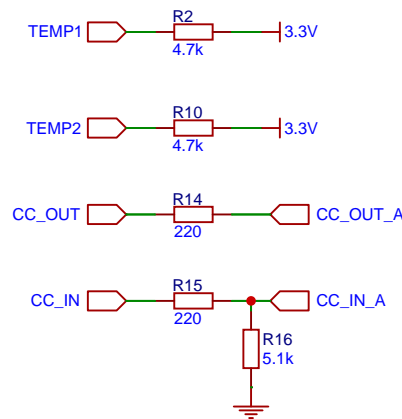 R2
TEMP1
3.3V
4.7k
R10
TEMP2
3.3V
4.7k
R14
CC_OUT
CC_OUT_A
220
R15
CC_IN
CC_IN_A
220
R16
5.1k